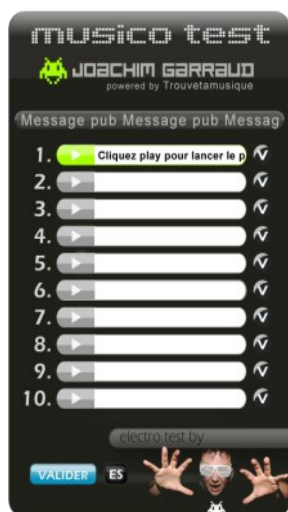 musico test
JOACHIM GARRAUD
powered by Trouvetamusique
Message pub Message pub Messag
1. Cliquez play pour lancer le p
2.
3.
4.
5.
6.
7.
8.
9.
10.
electro test by
VALIDER ES